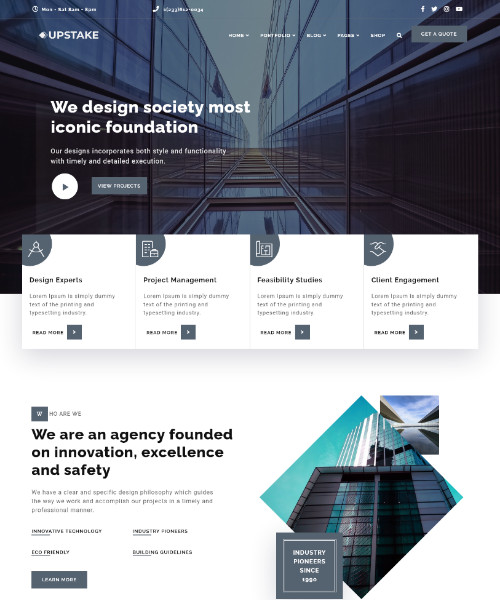 Mon - Sat 8am - 6pm
UPSTAKE
HOME PORTFOLIO BLOG PAGES SHOP
GET A QUOTE
We design society most
iconic foundation
Our designs incorporates both style and functionality
with timely and detailed execution.
VIEW PROJECTS
Design Experts
Lorem Ipsum is simply dummy
text of the printing and
typesetting industry.
READ MORE
Project Management
Lorem Ipsum is simply dummy
text of the printing and
typesetting industry.
READ MORE
Feasibility Studies
Lorem Ipsum is simply dummy
text of the printing and
typesetting industry.
READ MORE
Client Engagement
Lorem Ipsum is simply dummy
text of the printing and
typesetting industry.
READ MORE
WHO ARE WE
We are an agency founded
on innovation, excellence
and safety
We have a clear and specific design philosophy which guides
the way we work and accomplish our projects in a timely and
professional manner.
INNOVATIVE TECHNOLOGY
INDUSTRY PIONEERS
ECO FRIENDLY
BUILDING GUIDELINES
LEARN MORE
INDUSTRY
PIONEERS
SINCE
1990